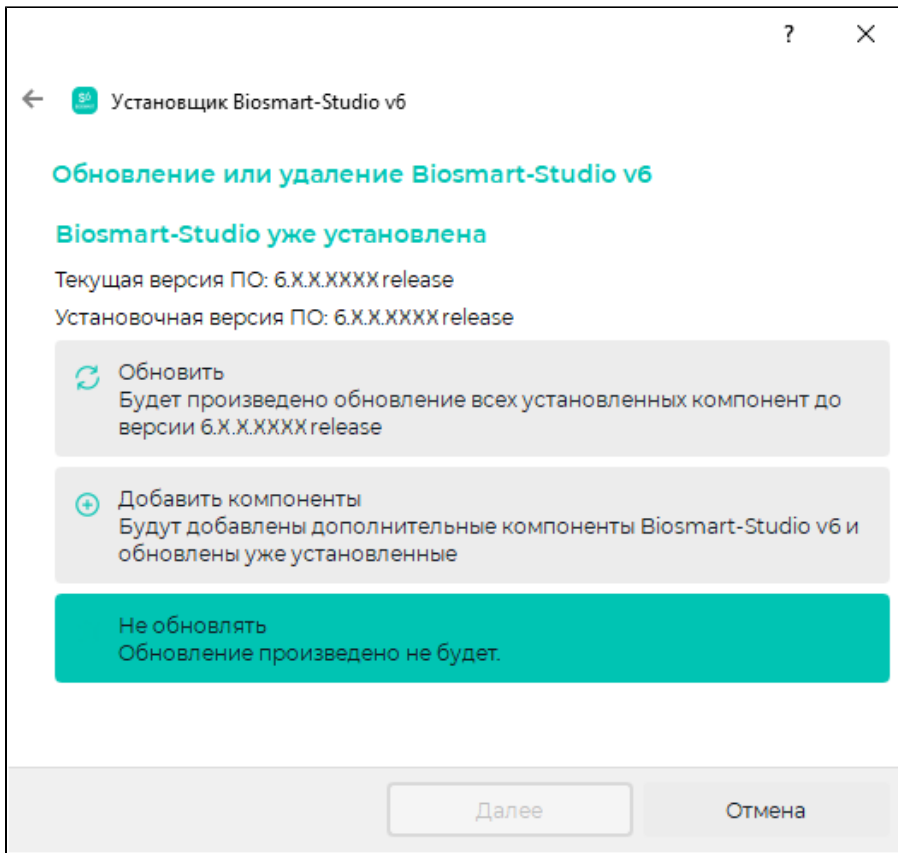 ?
Установщик Biosmart-Studio v6
Обновление или удаление Biosmart-Studio v6
Biosmart-Studio уже установлена
Текущая версия ПО: 6.X.X.XXXX release
Установочная версия ПО: 6.X.X.XXXX release
Обновить
Будет произведено обновление всех установленных компонент до
версии 6.X.X.XXXX release
Добавить компоненты
Будут добавлены дополнительные компоненты Biosmart-Studio v6 и
обновлены уже установленные
Не обновлять
Обновление произведено не будет.
Далее
Отмена